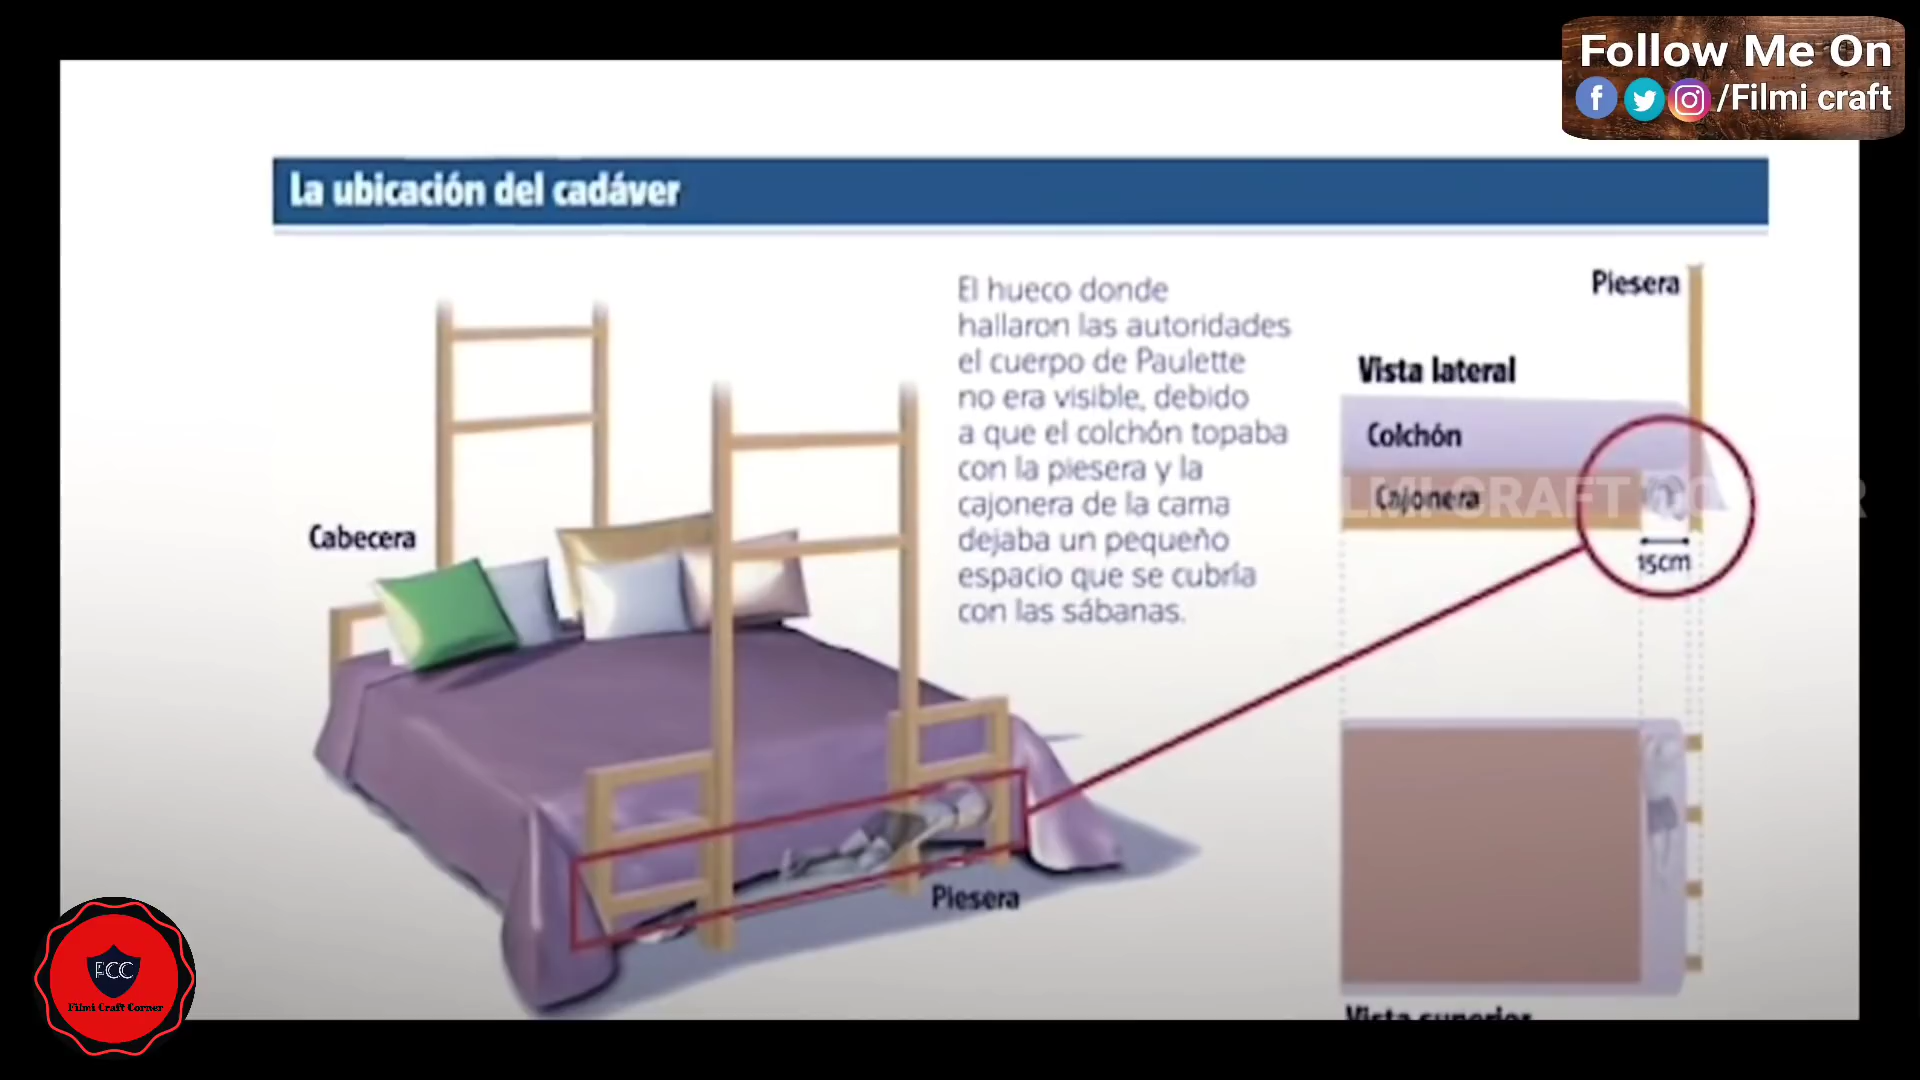 Follow Me On
/Filmi craft
La ubicación del cadáver
El hueco donde
hallaron las autoridades
el cuerpo de Paulette
no era visible, debido
a que el colchón topaba
con la piesera y la
cajonera de la cama
dejaba un pequeño
espacio que se cubría
con las sábanas.
Cabecera
Piesera
Piesera
Vista lateral
Colchón
Cajonera
15cm
Vista superior
FCC
Filmi Craft Corner